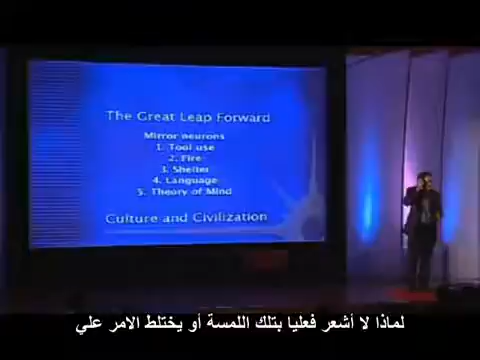 The Great Leap Forward
Mirror neurons
1. Tool use
2. Fire
3. Shelter
4. Language
5. Theory of Mind
Culture and Civilization
لماذا لا أشعر فعليا بتلك اللمسة أو يختلط الامر علي